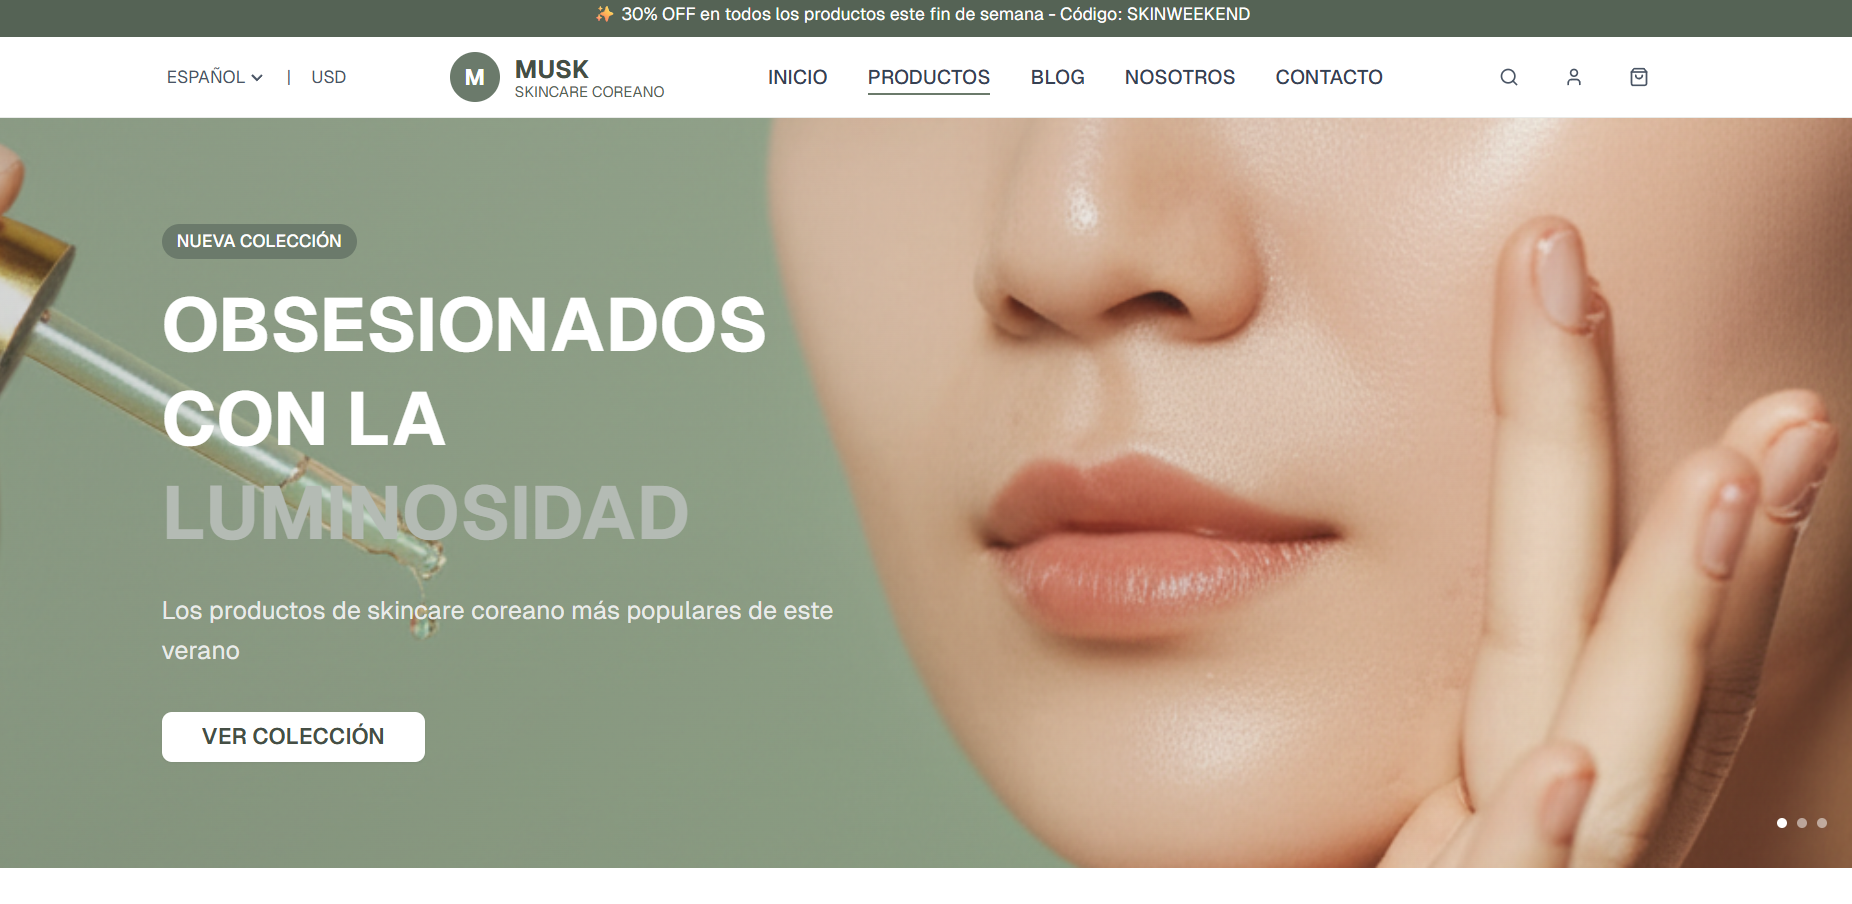 ✨ 30% OFF en todos los productos este fin de semana - Código: SKINWEEKEND
ESPAÑOL | USD
M
MUSK
SKINCARE COREANO
INICIO PRODUCTOS BLOG NOSOTROS CONTACTO
NUEVA COLECCIÓN
OBSESIONADOS
CON LA
LUMINOSIDAD
Los productos de skincare coreano más populares de este
verano
VER COLECCIÓN